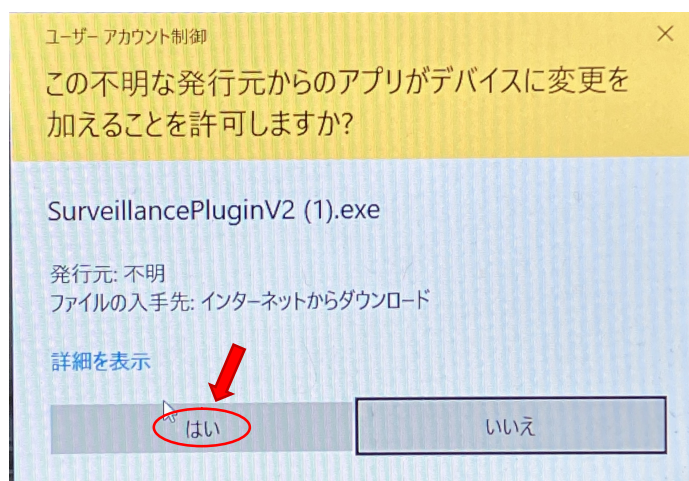 ユーザー アカウント制御
この不明な発行元からのアプリがデバイスに変更を
加えることを許可しますか?
SurveillancePluginV2 (1).exe
発行元: 不明
ファイルの入手先: インターネットからダウンロード
詳細を表示
はい
いいえ